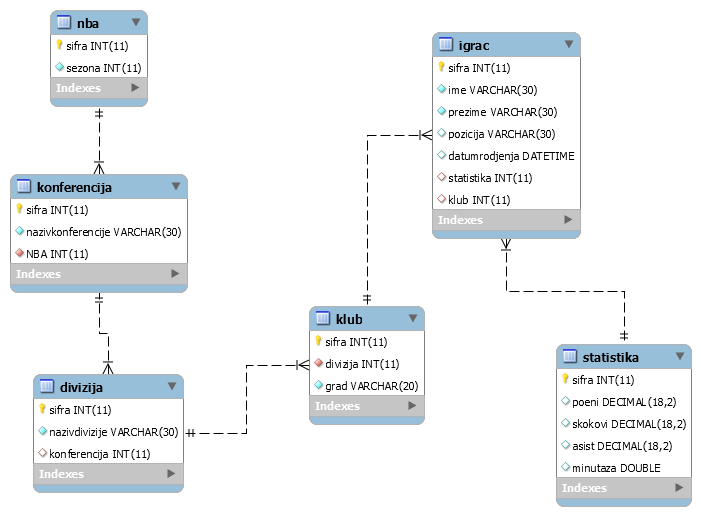 nba
sifra INT(11)
sezona INT(11)
Indexes
konferencija
sifra INT(11)
nazivkonferencije VARCHAR(30)
NBA INT(11)
Indexes
divizija
sifra INT(11)
nazivdivizije VARCHAR(30)
konferencija INT(11)
Indexes
klub
sifra INT(11)
divizija INT(11)
grad VARCHAR(20)
Indexes
igrac
sifra INT(11)
ime VARCHAR(30)
prezime VARCHAR(30)
pozicija VARCHAR(30)
datumrodjenja DATETIME
statistika INT(11)
klub INT(11)
Indexes
statistika
sifra INT(11)
poeni DECIMAL(18,2)
skokovi DECIMAL(18,2)
asist DECIMAL(18,2)
minutaza DOUBLE
Indexes